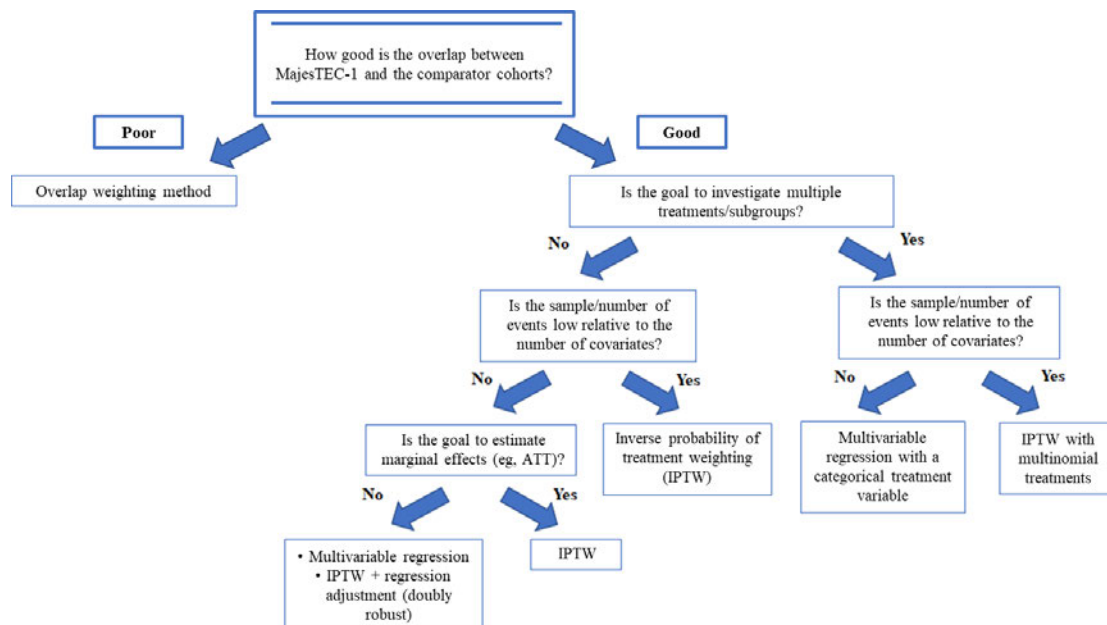 How good is the overlap between
MajesTEC-1 and the comparator cohorts?
Poor
Good
Overlap weighting method
Is the goal to investigate multiple
treatments/subgroups?
No
Yes
Is the sample/number of
events low relative to the
number of covariates?
Is the sample/number of
events low relative to the
number of covariates?
No
Yes
No
Yes
Is the goal to estimate
marginal effects (eg, ATT)?
Inverse probability of
treatment weighting
(IPTW)
Multivariable
regression with a
categorical treatment
variable
IPTW with
multinomial
treatments
No
Yes
• Multivariable regression
• IPTW + regression
adjustment (doubly
robust)
IPTW